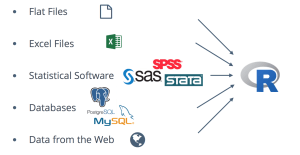 Flat Files
Excel Files
SPSS
Statistical Software
sas
STATA
Databases
PostgreSQL
MySQL
Data from the Web
R